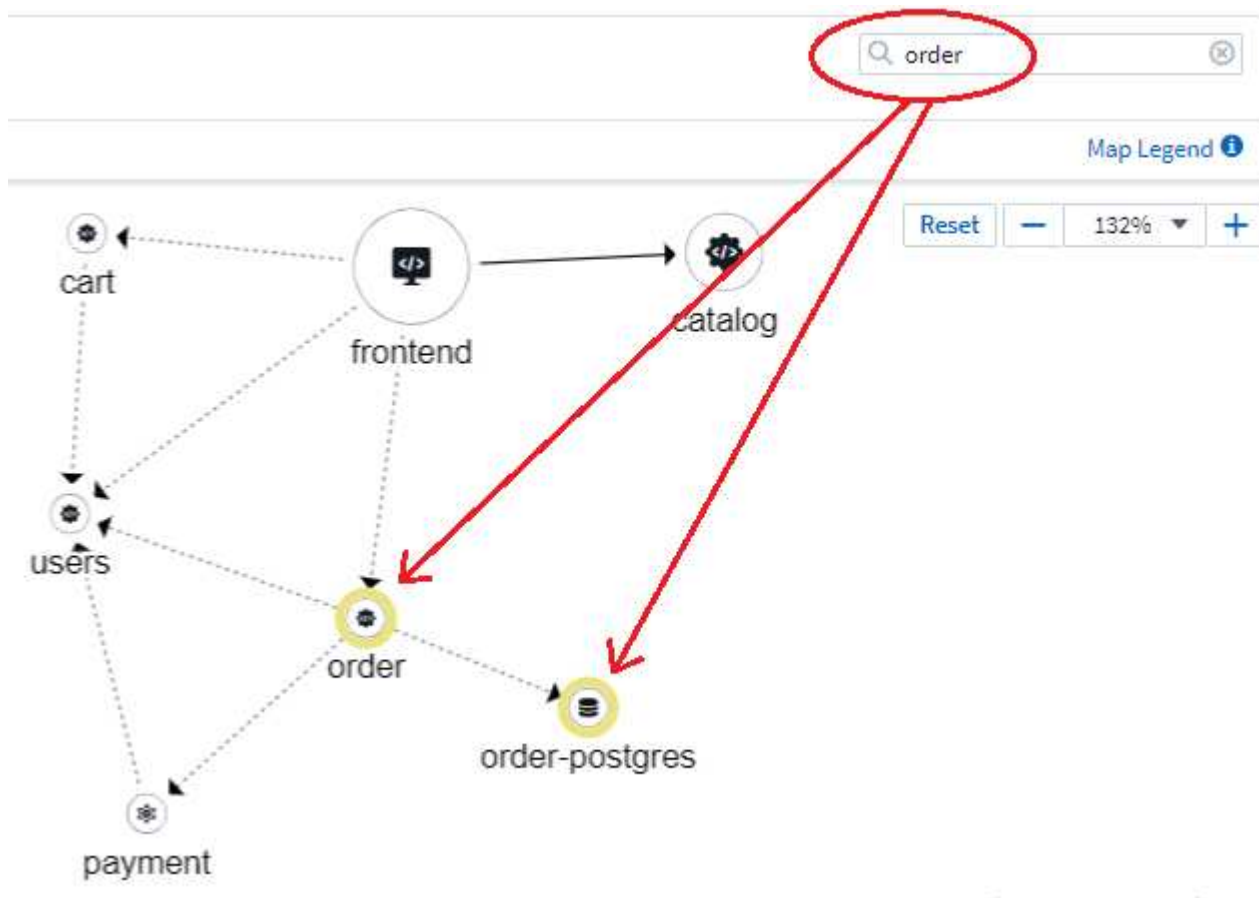 order
Map Legend
Reset − 132% +
cart
frontend
catalog
users
order
order-postgres
payment